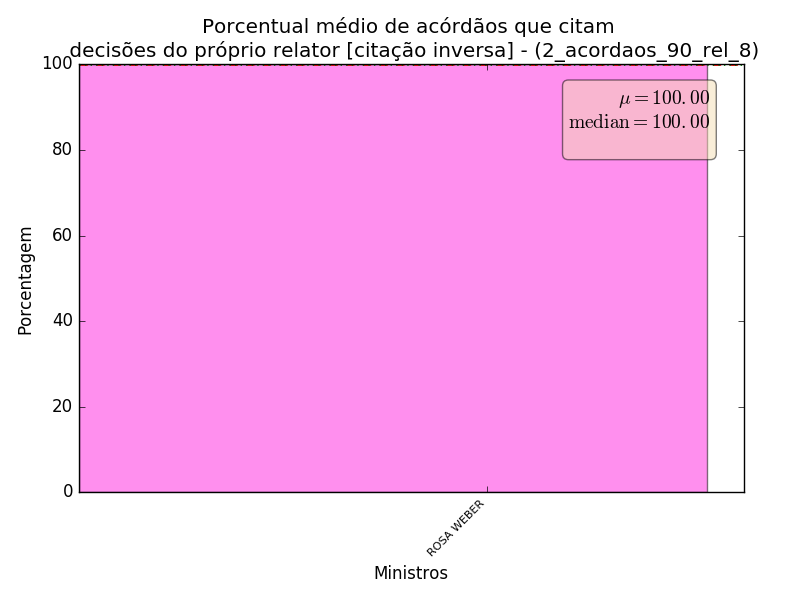 Porcentual médio de acórdãos que citam
decisões do próprio relator [citação inversa] - (2_acordaos_90_rel_8)
100
80
60
40
20
0
Porcentagem
μ = 100.00
median = 100.00
ROSA WEBER
Ministros